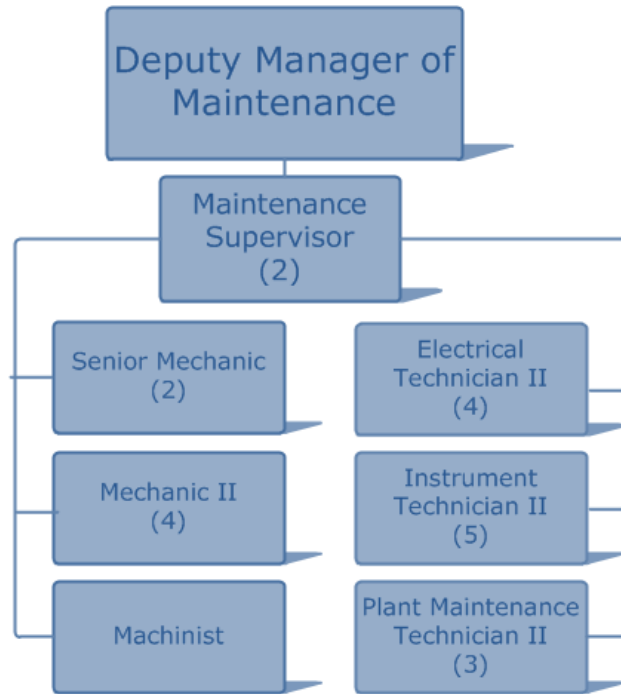 Deputy Manager of
Maintenance
Maintenance
Supervisor
(2)
Senior Mechanic
(2)
Mechanic II
(4)
Machinist
Electrical
Technician II
(4)
Instrument
Technician II
(5)
Plant Maintenance
Technician II
(3)